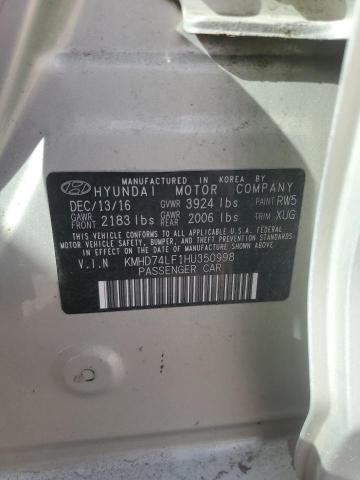 MANUFACTURED IN KOREA BY
HYUNDAI MOTOR COMPANY
DEC/13/16 GVWR 3924 lbs PAINT RW5
GAWR FRONT 2183 lbs GAWR REAR 2006 lbs TRIM XUG
THIS VEHICLE CONFORMS TO ALL APPLICABLE U.S.A. FEDERAL MOTOR
VEHICLE SAFETY, BUMPER, AND THEFT PREVENTION STANDARDS
IN EFFECT ON THE DATE OF MANUFACTURE SHOWN ABOVE.
V.I.N KMHD74LF1HU350998
PASSENGER CAR